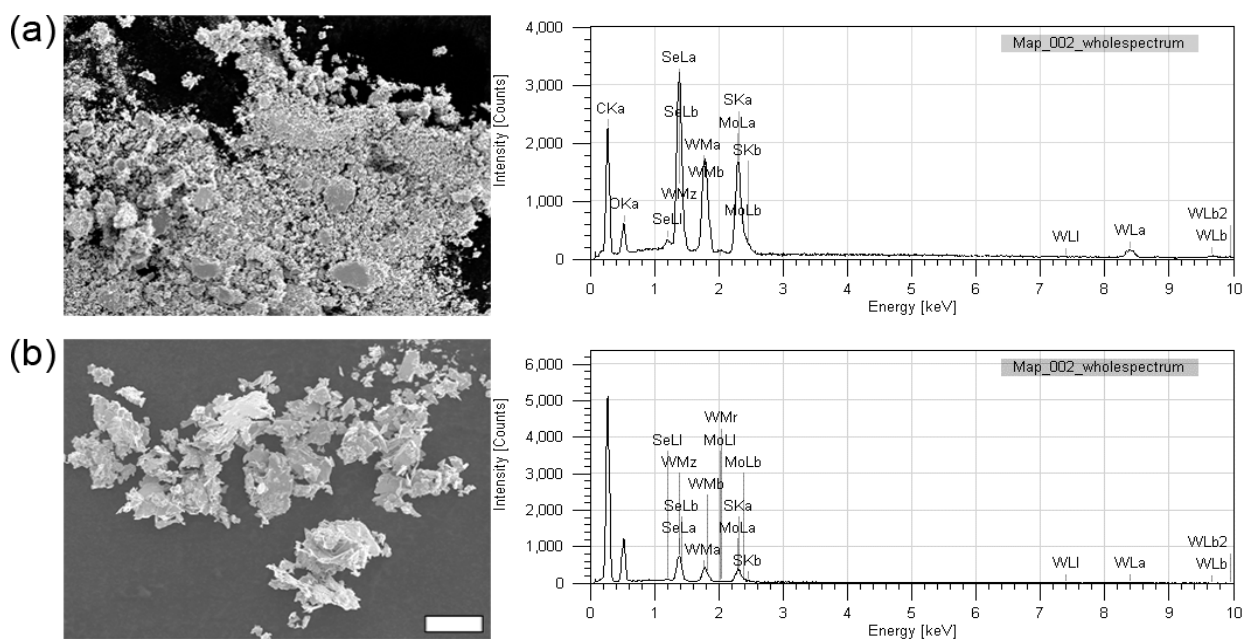 (a)
4,000
3,000
2,000
1,000
0
Intensity [Counts]
Map_002_wholespectrum
CKa
OKa
SeLl
SeLa
SeLb
WMz
WMa
WMb
SKa
MoLa
SKb
MoLb
WLl
WLa
WLb2
WLb
0 1 2 3 4 5 6 7 8 9 10
Energy [keV]
(b)
6,000
5,000
4,000
3,000
2,000
1,000
0
Intensity [Counts]
Map_002_wholespectrum
WMr
SeLl MoLl
WMz MoLb
WMb
SeLb SKa
SeLa MoLa
WMa SKb
WLl
WLa
WLb2
WLb
0 1 2 3 4 5 6 7 8 9 10
Energy [keV]